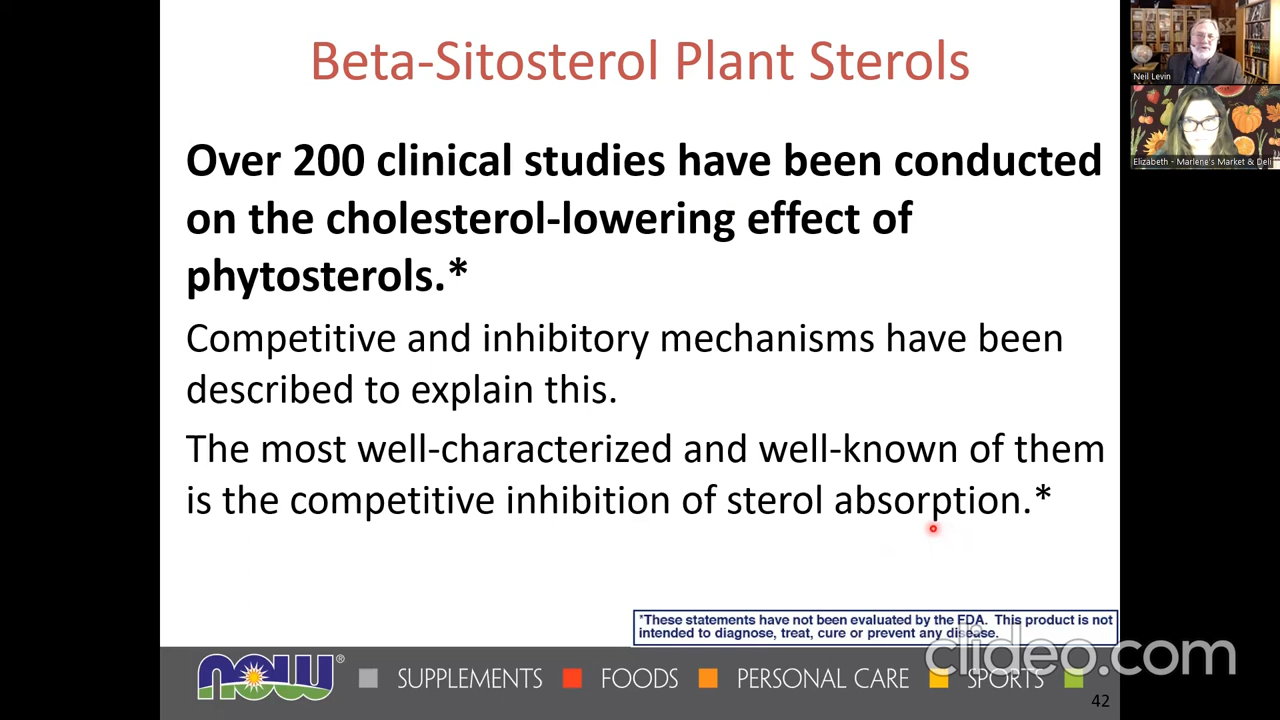 Beta-Sitosterol Plant Sterols
Over 200 clinical studies have been conducted
on the cholesterol-lowering effect of
phytosterols.*
Competitive and inhibitory mechanisms have been
described to explain this.
The most well-characterized and well-known of them
is the competitive inhibition of sterol absorption.*
*These statements have not been evaluated by the FDA. This product is not
intended to diagnose, treat, cure or prevent any disease.
NOW® SUPPLEMENTS FOODS PERSONAL CARE SPORTS
42
clideo.com
Neil Levin
Elizabeth - Marlene's Market & Deli